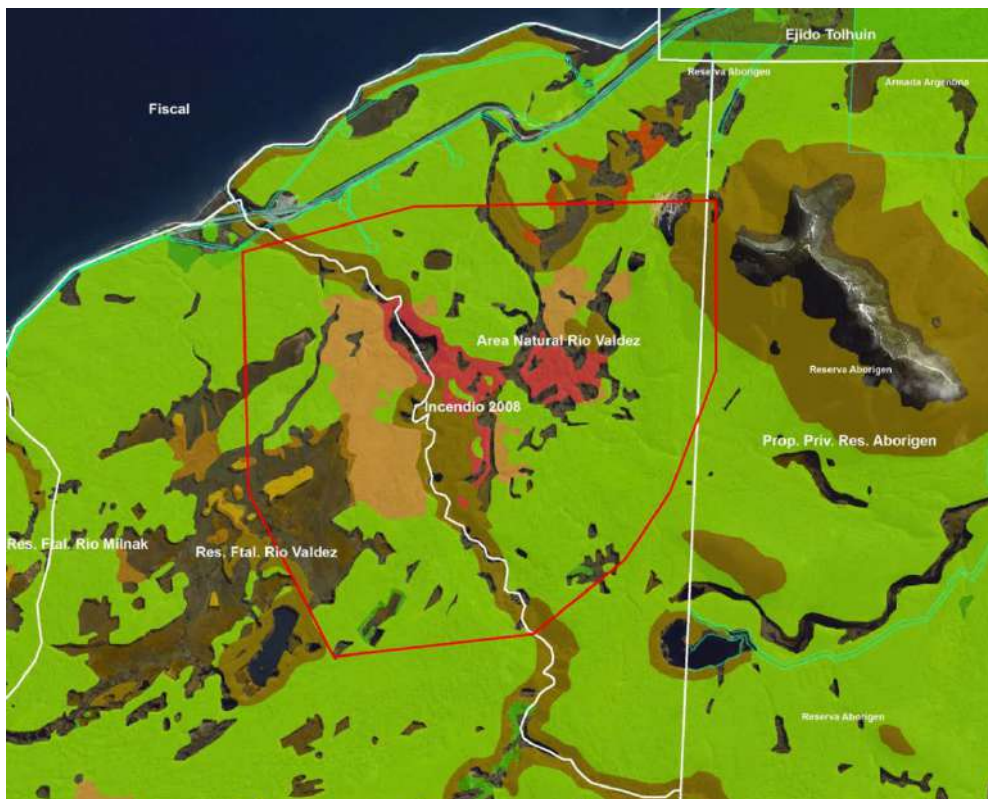 Ejido Tolhuin
Reserva Aborigen
Armada Argentina
Fiscal
Area Natural Rio Valdez
Reserva Aborigen
Incendio 2008
Prop. Priv. Res. Aborigen
Res. Ftal. Rio Milnak
Res. Ftal. Rio Valdez
Reserva Aborigen